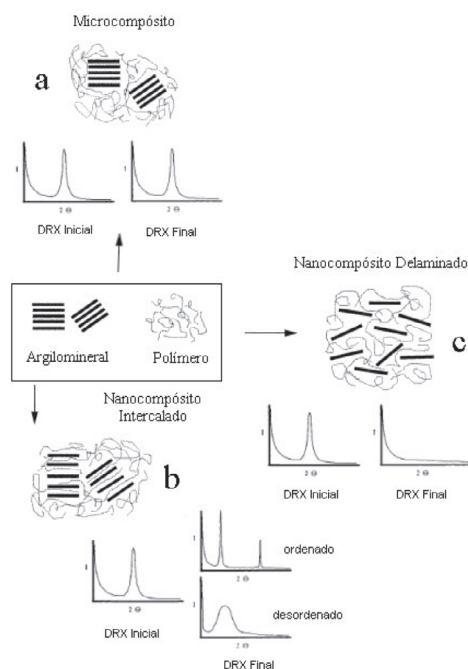 Microcompósito
a
I
I
2 Θ
2 Θ
DRX Inicial
DRX Final
Argilomineral
Polímero
Nanocompósito Delaminado
c
I
I
2 Θ
2 Θ
DRX Inicial
DRX Final
Nanocompósito
Intercalado
b
I
2 Θ
DRX Inicial
I
2 Θ
ordenado
I
2 Θ
desordenado
DRX Final